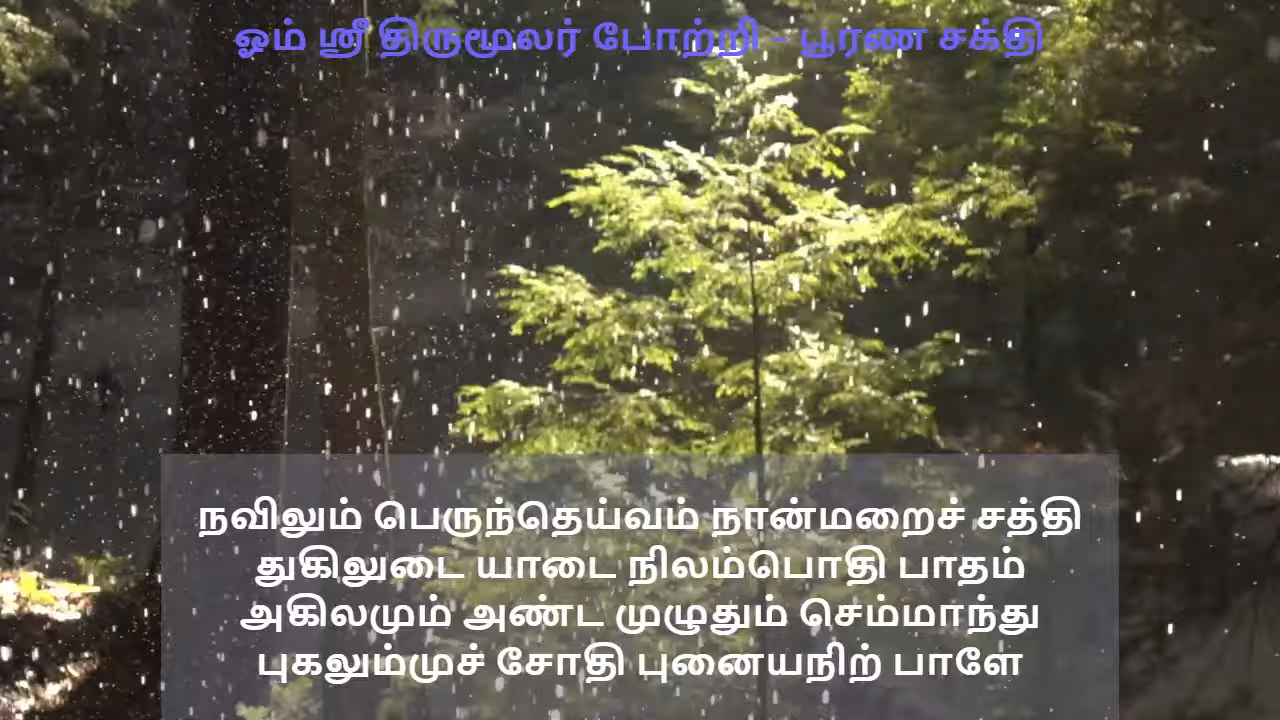 ஓம் ஸ்ரீ திருமூலர் போற்றி - பூரண சக்தி
நவிலும் பெருந்தெய்வம் நான்மறைச் சத்தி
துகிலுடை யாடை நிலம்பொதி பாதம்
அகிலமும் அண்ட முழுதும் செம்மாந்து
புகலும்முச் சோதி புனையநிற் பாளே